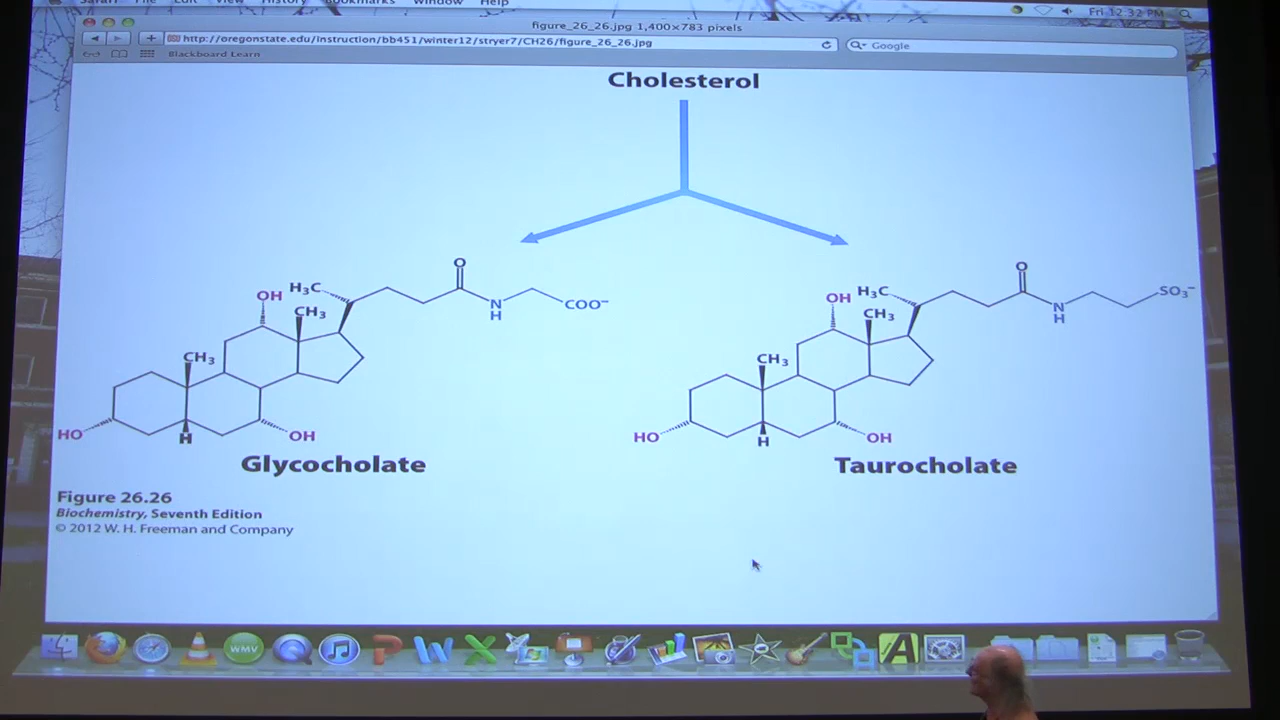 Safari File Edit View History Bookmarks Window Help
Fri 12:32 PM
figure_26_26.jpg 1,400×783 pixels
http://oregonstate.edu/instruction/bb451/winter12/stryer7/CH26/figure_26_26.jpg
Google
Blackboard Learn
Cholesterol
O
H₃C
OH
CH₃
N
H
COO⁻
CH₃
HO
H
OH
Glycocholate
O
H₃C
OH
CH₃
N
H
SO₃⁻
CH₃
HO
H
OH
Taurocholate
Figure 26.26
Biochemistry, Seventh Edition
© 2012 W. H. Freeman and Company
WMV